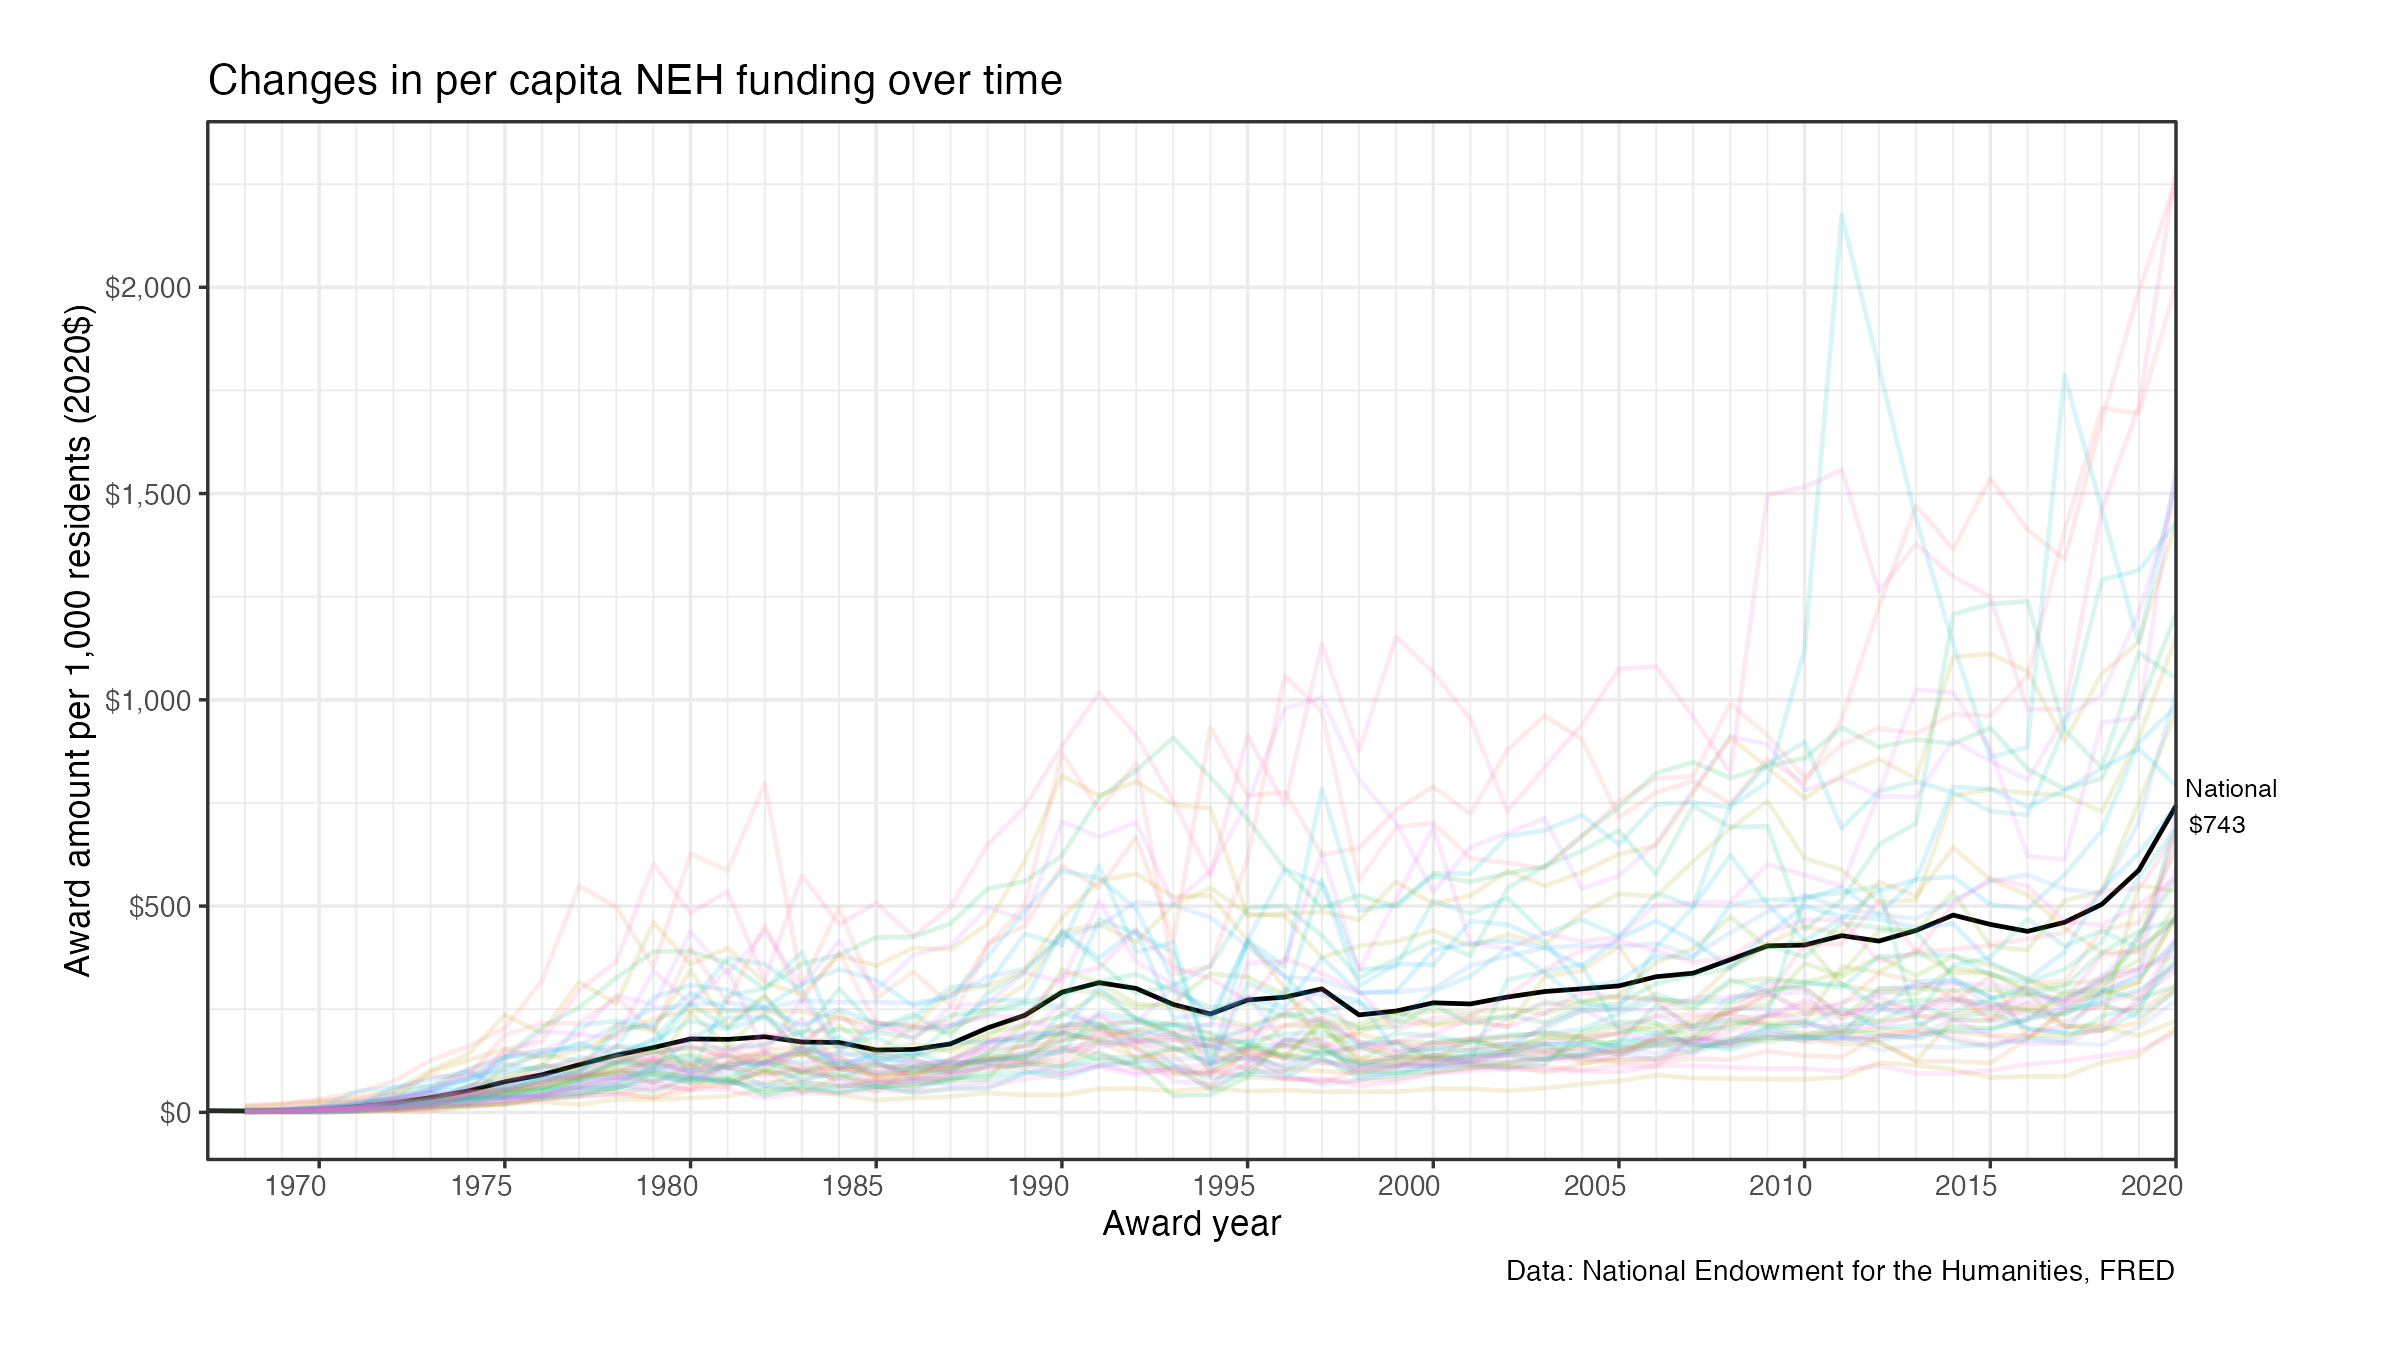 Changes in per capita NEH funding over time
Award amount per 1,000 residents (2020$)
$2,000
$1,500
$1,000
$500
$0
National
$743
1970 1975 1980 1985 1990 1995 2000 2005 2010 2015 2020
Award year
Data: National Endowment for the Humanities, FRED